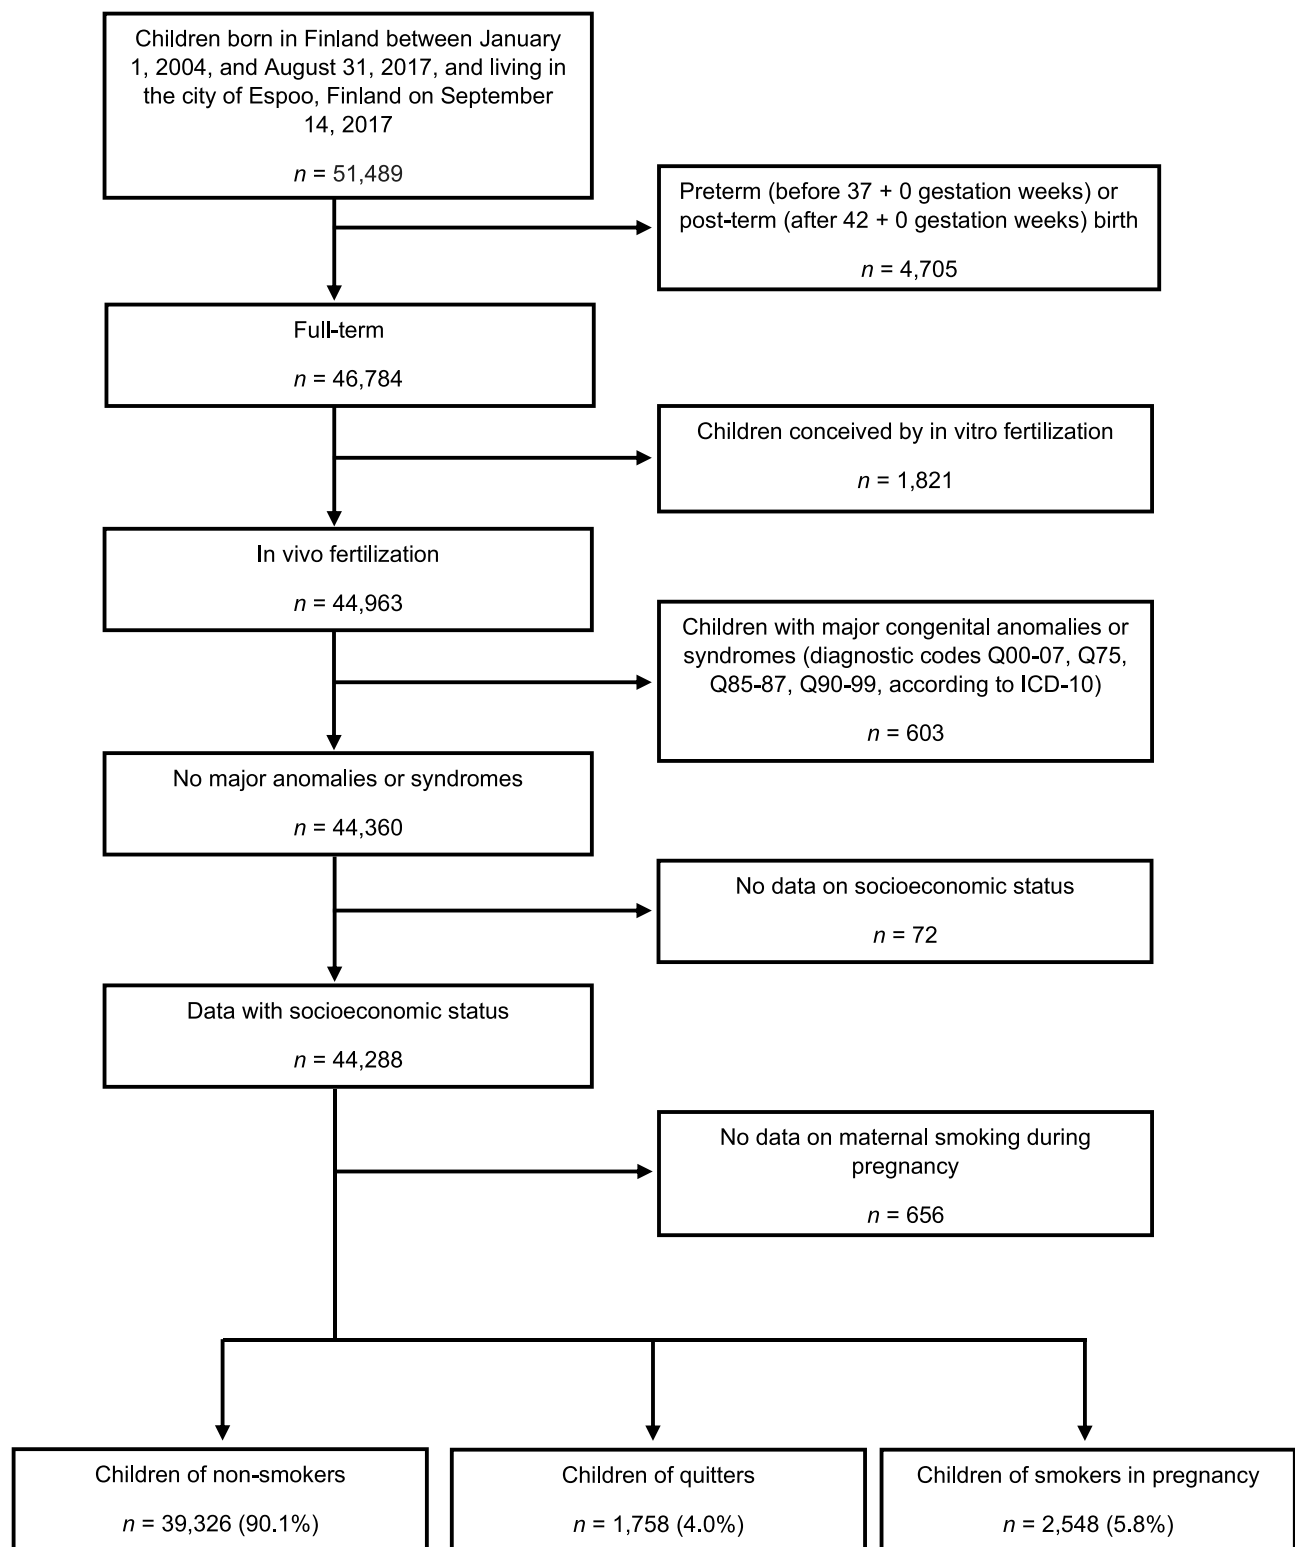 Children born in Finland between January
1, 2004, and August 31, 2017, and living in
the city of Espoo, Finland on September
14, 2017
n = 51,489
Preterm (before 37 + 0 gestation weeks) or
post-term (after 42 + 0 gestation weeks) birth
n = 4,705
Full-term
n = 46,784
Children conceived by in vitro fertilization
n = 1,821
In vivo fertilization
n = 44,963
Children with major congenital anomalies or
syndromes (diagnostic codes Q00-07, Q75,
Q85-87, Q90-99, according to ICD-10)
n = 603
No major anomalies or syndromes
n = 44,360
No data on socioeconomic status
n = 72
Data with socioeconomic status
n = 44,288
No data on maternal smoking during
pregnancy
n = 656
Children of non-smokers
n = 39,326 (90.1%)
Children of quitters
n = 1,758 (4.0%)
Children of smokers in pregnancy
n = 2,548 (5.8%)